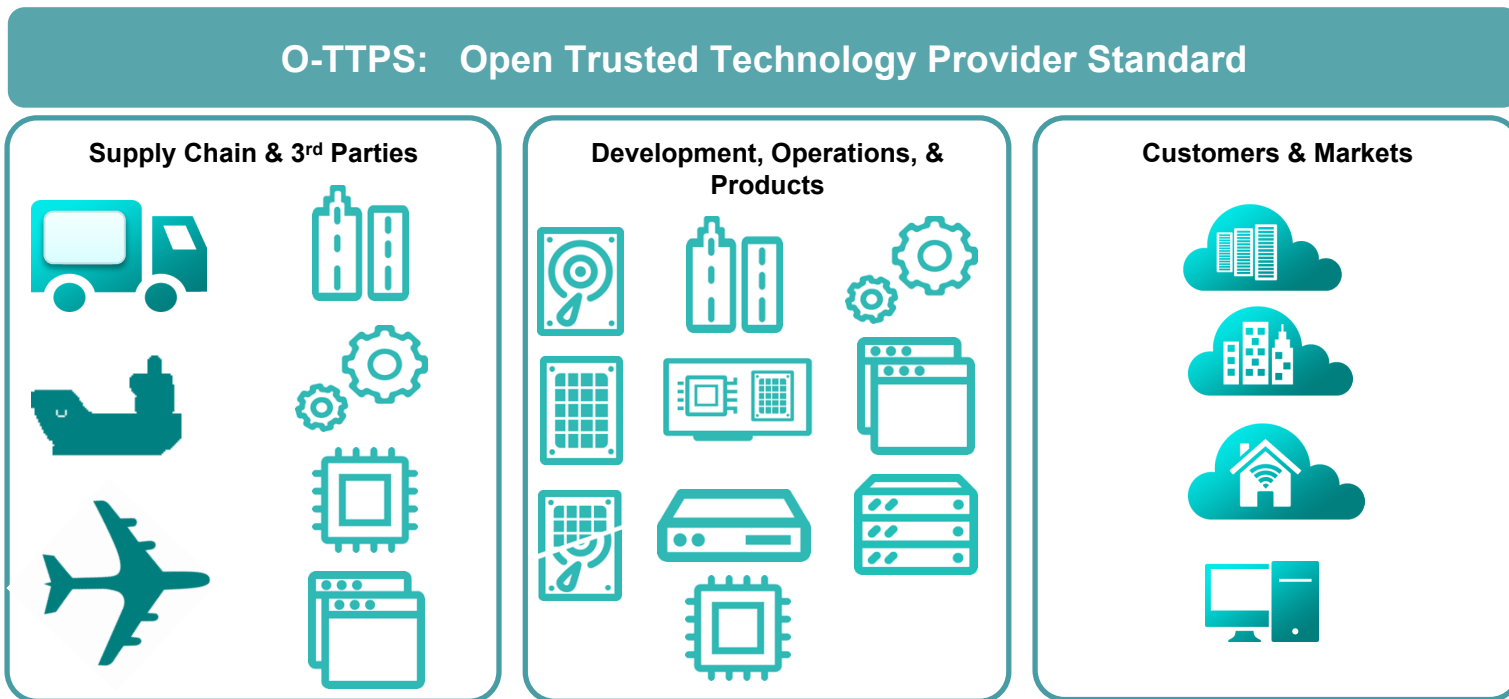 O-TTPS: Open Trusted Technology Provider Standard
Supply Chain & 3rd Parties
Development, Operations, &
Products
Customers & Markets